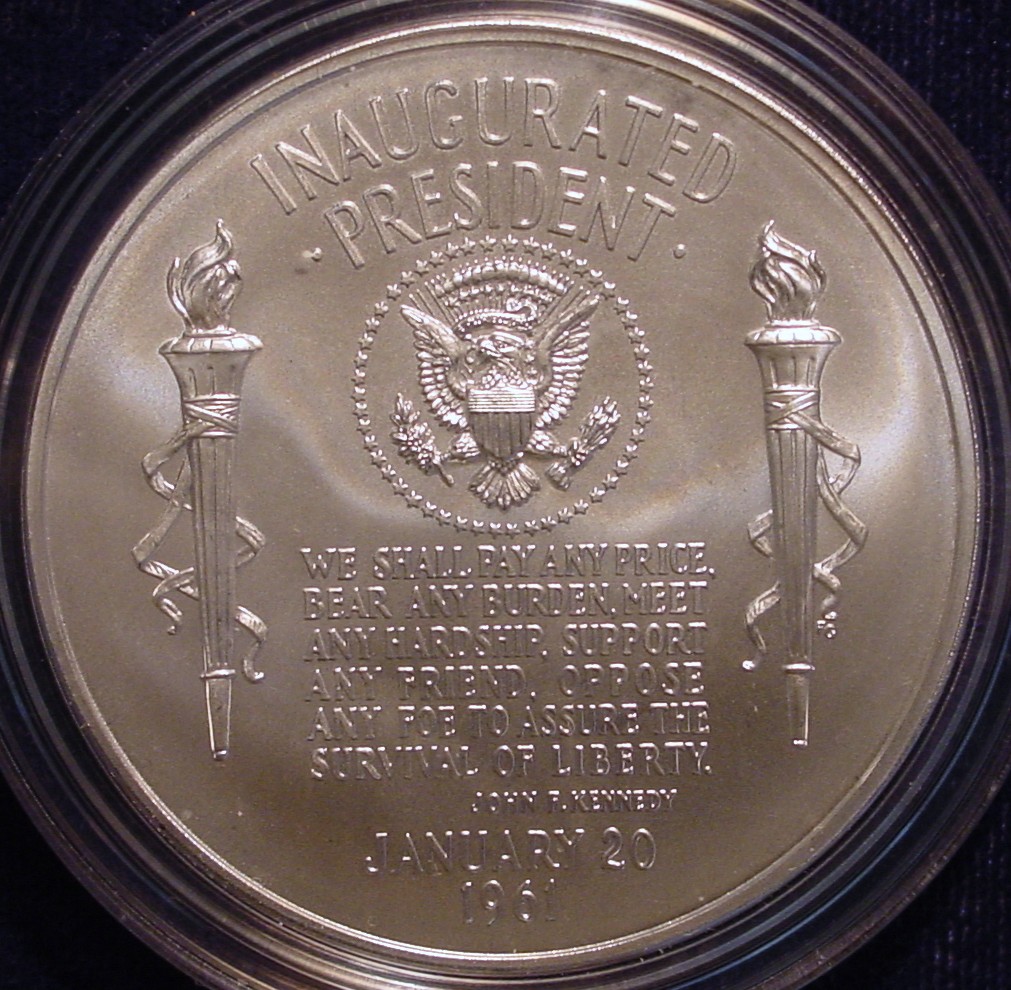 INAUGURATED
· PRESIDENT ·
WE SHALL PAY ANY PRICE,
BEAR ANY BURDEN, MEET
ANY HARDSHIP, SUPPORT
ANY FRIEND, OPPOSE
ANY FOE TO ASSURE THE
SURVIVAL OF LIBERTY.
JOHN F. KENNEDY
JANUARY 20
1961